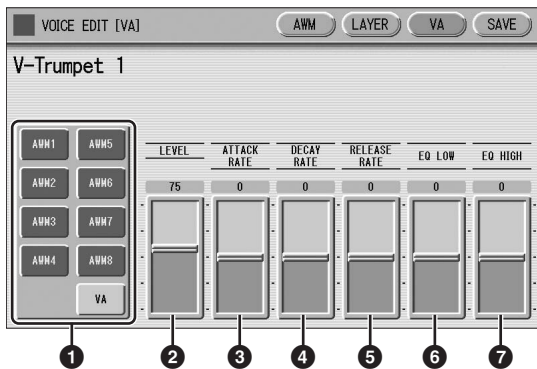 VOICE EDIT [VA] AWM LAYER VA SAVE
V-Trumpet 1
AWM1 AWM5
AWM2 AWM6
AWM3 AWM7
AWM4 AWM8
VA
LEVEL ATTACK RATE DECAY RATE RELEASE RATE EQ LOW EQ HIGH
75 0 0 0 0 0
1 2 3 4 5 6 7